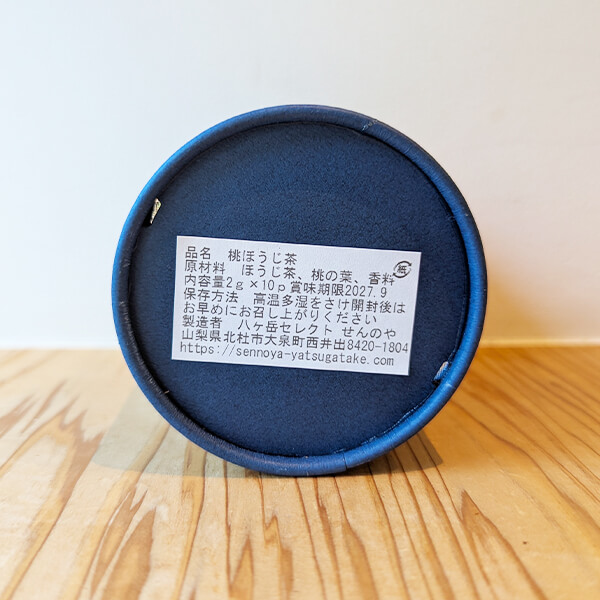 品名　桃ほうじ茶
原材料　ほうじ茶、桃の葉、香料
内容量2ｇ×10ｐ賞味期限2027.9
保存方法　高温多湿をさけ開封後は
お早めにお召し上がりください
製造者　八ヶ岳セレクト せんのや
山梨県北杜市大泉町西井出8420-1804
https://sennoya-yatsugatake.com
紙